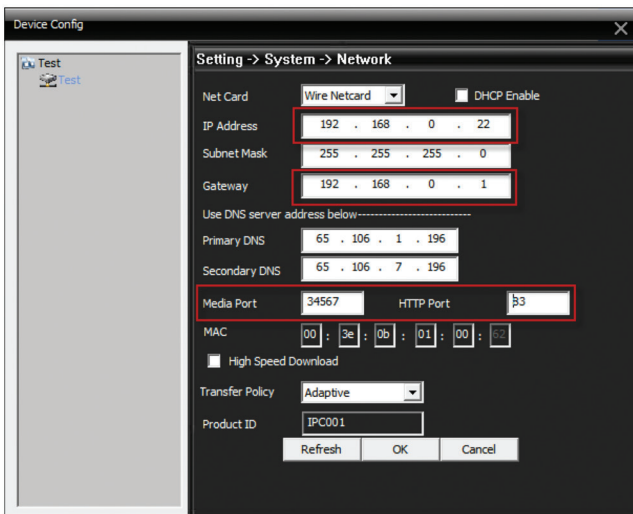 Device Config
Test
Test
Setting -> System -> Network
Net Card Wire Netcard DHCP Enable
IP Address 192 . 168 . 0 . 22
Subnet Mask 255 . 255 . 255 . 0
Gateway 192 . 168 . 0 . 1
Use DNS server address below---------------------------
Primary DNS 65 . 106 . 1 . 196
Secondary DNS 65 . 106 . 7 . 196
Media Port 34567 HTTP Port
MAC 00 : 3e : 0b : 01 : 00 : 62
High Speed Download
Transfer Policy Adaptive
Product ID IPC001
Refresh OK Cancel